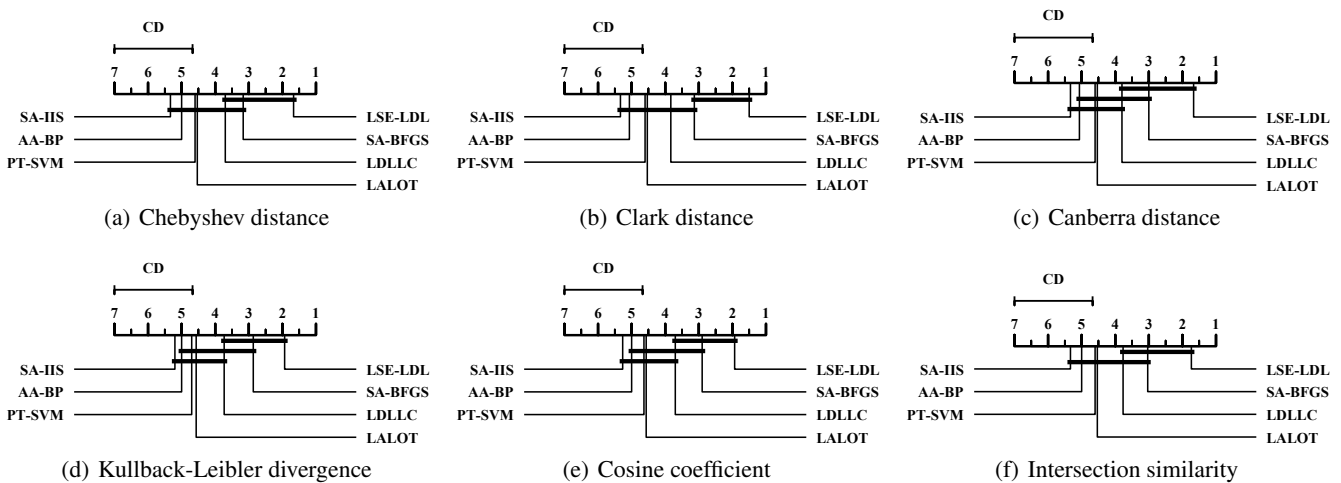 CD
7 6 5 4 3 2 1
SA-IIS
AA-BP
PT-SVM
LSE-LDL
SA-BFGS
LDLLC
LALOT
(a) Chebyshev distance
CD
7 6 5 4 3 2 1
SA-IIS
AA-BP
PT-SVM
LSE-LDL
SA-BFGS
LDLLC
LALOT
(b) Clark distance
CD
7 6 5 4 3 2 1
SA-IIS
AA-BP
PT-SVM
LSE-LDL
SA-BFGS
LDLLC
LALOT
(c) Canberra distance
CD
7 6 5 4 3 2 1
SA-IIS
AA-BP
PT-SVM
LSE-LDL
SA-BFGS
LDLLC
LALOT
(d) Kullback-Leibler divergence
CD
7 6 5 4 3 2 1
SA-IIS
AA-BP
PT-SVM
LSE-LDL
SA-BFGS
LDLLC
LALOT
(e) Cosine coefficient
CD
7 6 5 4 3 2 1
SA-IIS
AA-BP
PT-SVM
LSE-LDL
SA-BFGS
LDLLC
LALOT
(f) Intersection similarity